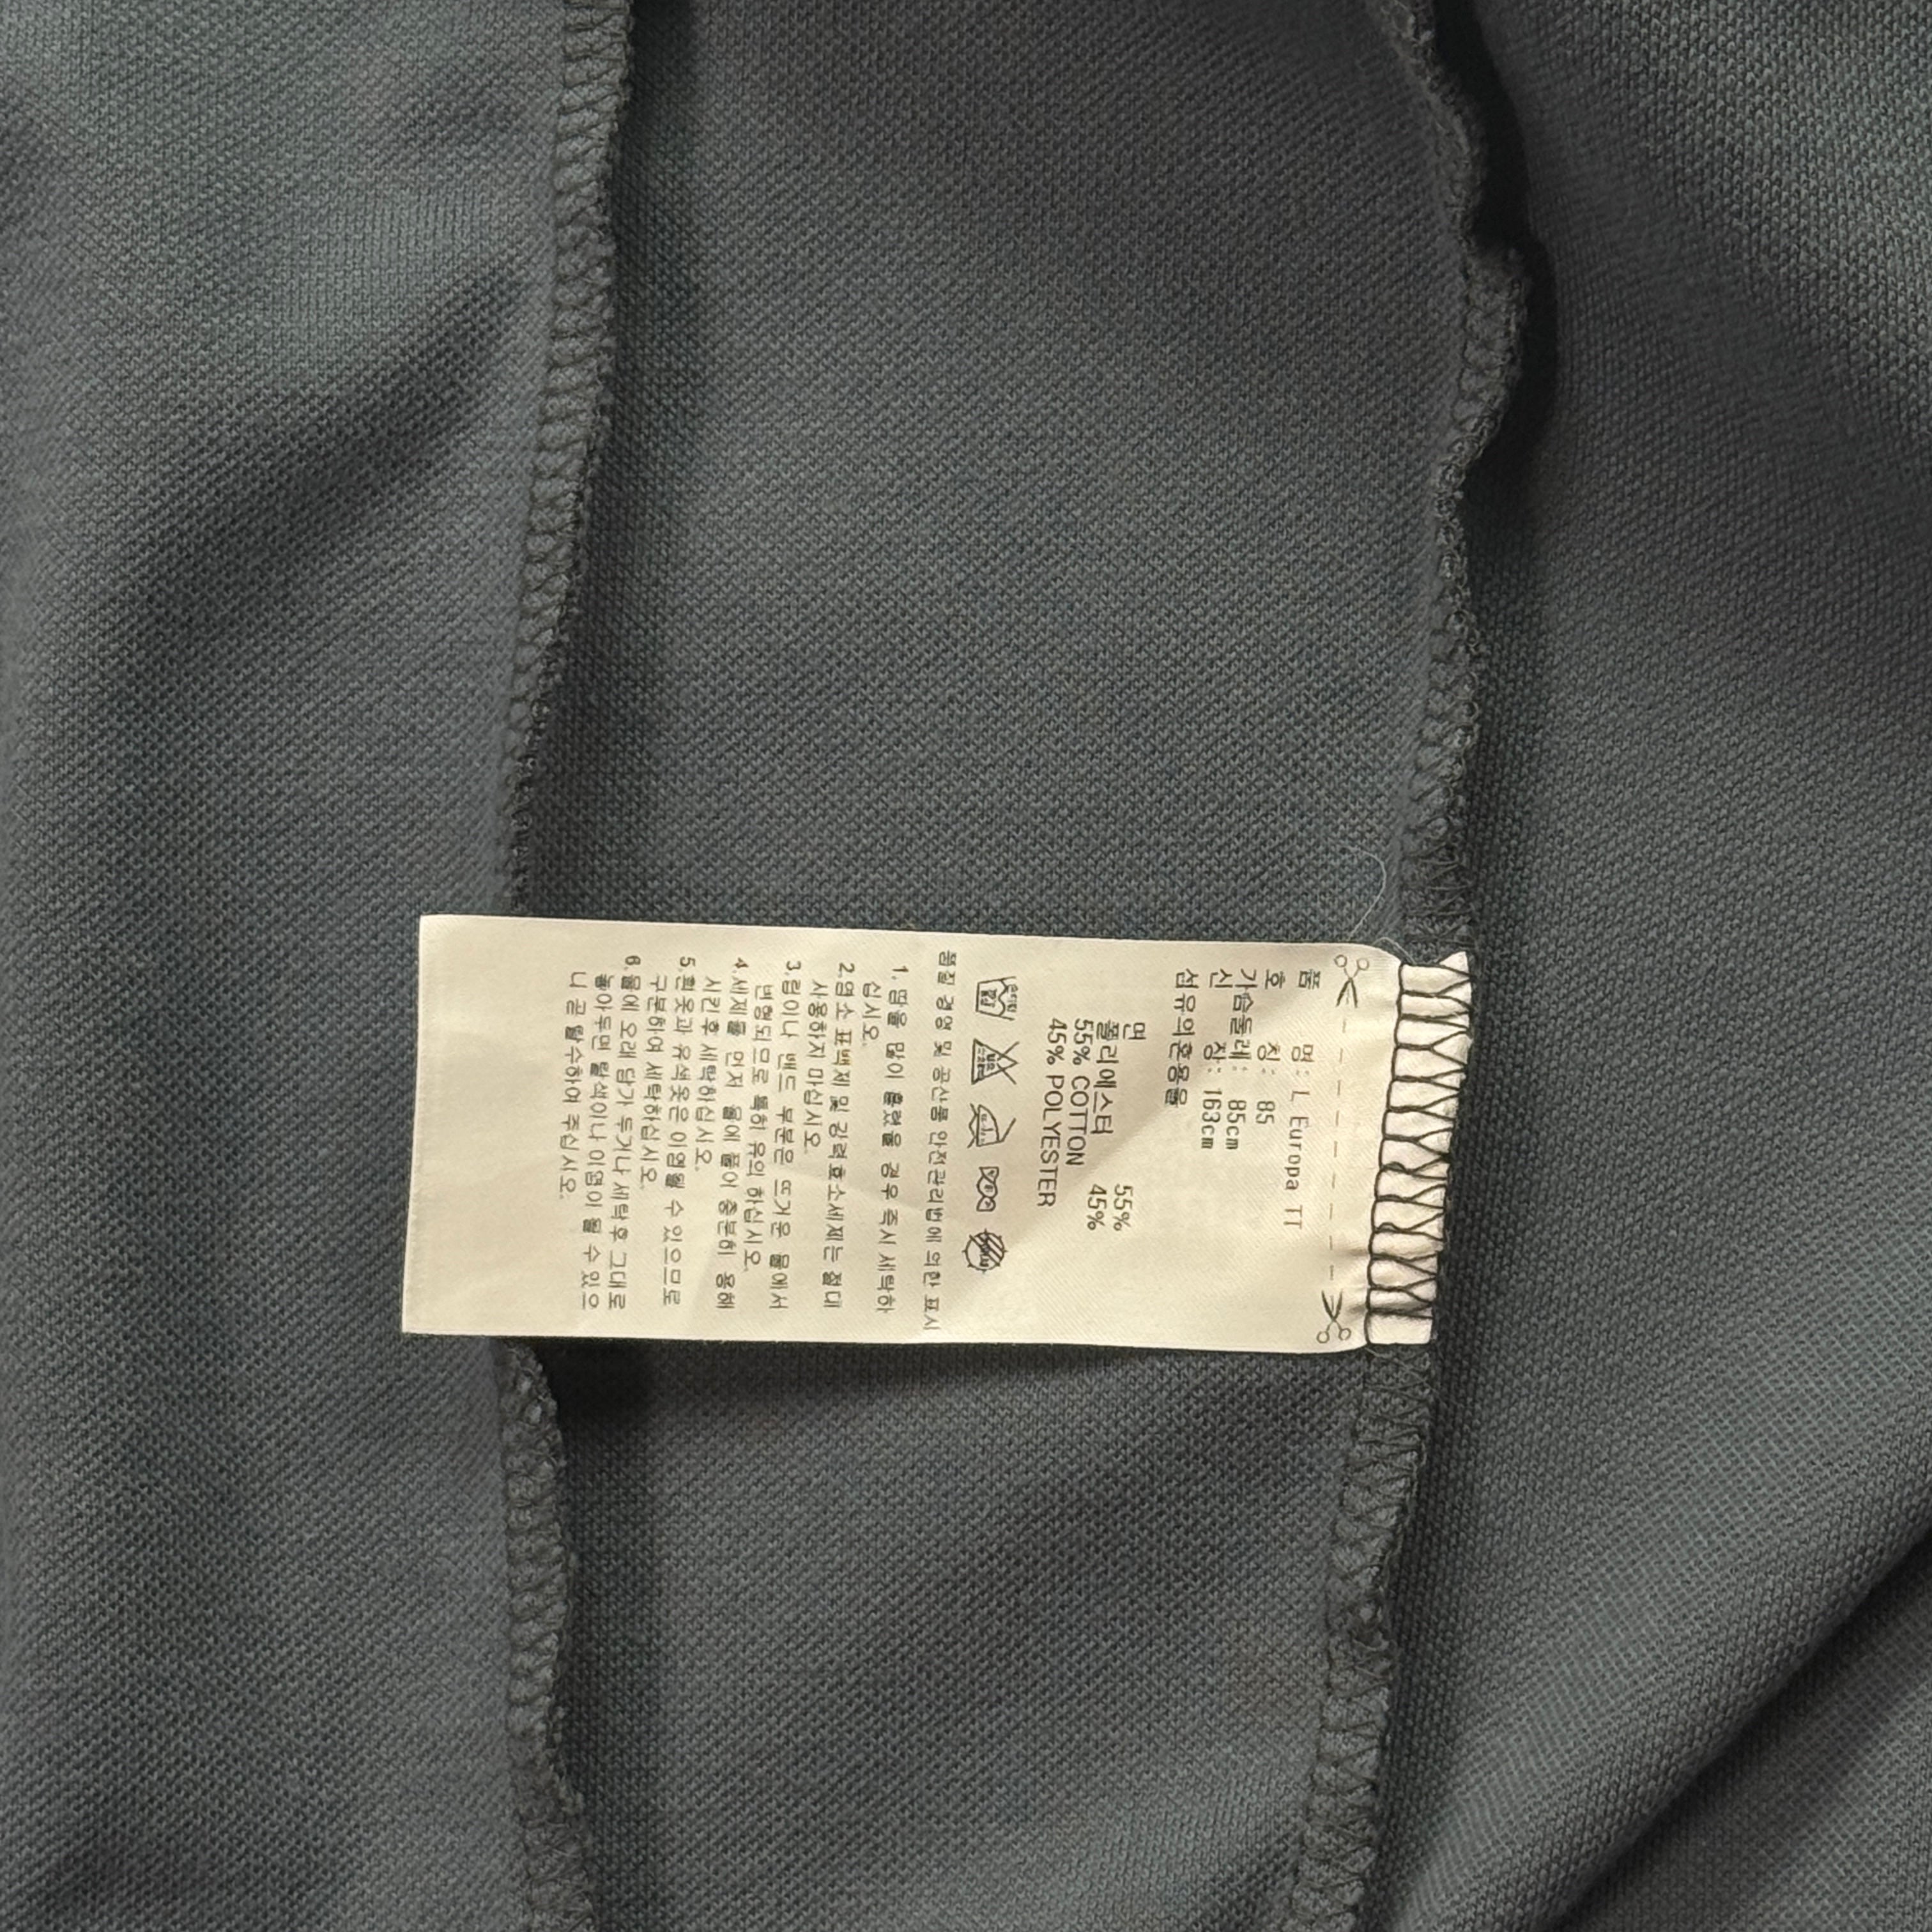 품 명: L Europa TT
호 칭: 85
가슴둘레: 85cm
신 장: 163cm
섬유의혼용율
면 55%
폴리에스터 45%
55% COTTON
45% POLYESTER
품질 경영 및 공산품 안전관리법에 의한 표시
1. 땀을 많이 흘렸을 경우 즉시 세탁하
십시오.
2.염소 표백제 및 강력효소세제는 절대
사용하지 마십시오.
3.림이나 밴드 부분은 뜨거운 물에서
변형되므로 특히 유의 하십시오.
4.세제를 먼저 물에 풀어 충분히 용해
시킨후 세탁하십시오.
5.흰옷과 유색옷은 이염될 수 있으므로
구분하여 세탁하십시오.
6.물에 오래 담가 두거나 세탁후 그대로
놓아두면 탈색이나 이염이 될 수 있으
니 곧 탈수하여 주십시오.